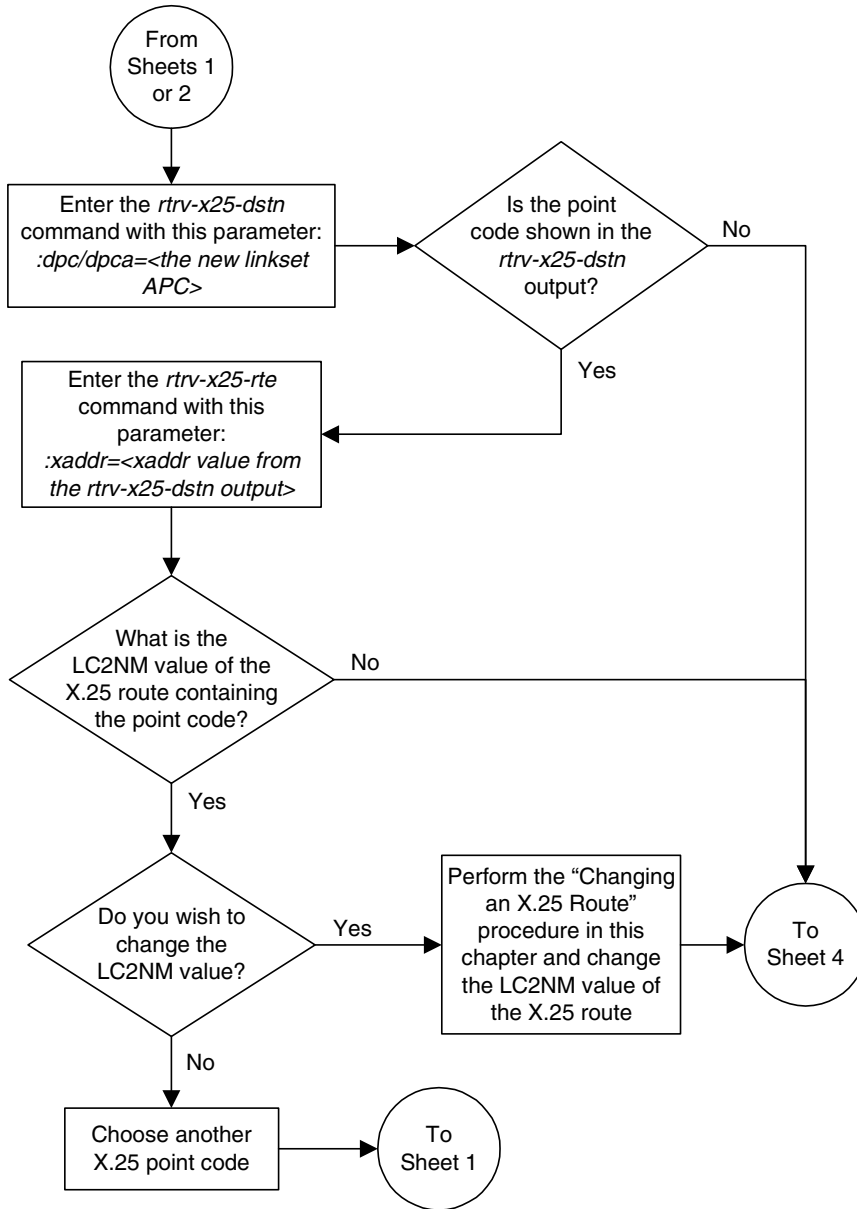 From
Sheets 1
or 2
Enter the rtrv-x25-dstn
command with this parameter:
:dpc/dpca=<the new linkset
APC>
Is the point
code shown in the
rtrv-x25-dstn
output?
No
Yes
Enter the rtrv-x25-rte
command with this
parameter:
:xaddr=<xaddr value from
the rtrv-x25-dstn output>
What is the
LC2NM value of the
X.25 route containing
the point code?
No
Yes
Do you wish to
change the
LC2NM value?
Yes
Perform the “Changing
an X.25 Route”
procedure in this
chapter and change
the LC2NM value of
the X.25 route
To
Sheet 4
No
Choose another
X.25 point code
To
Sheet 1